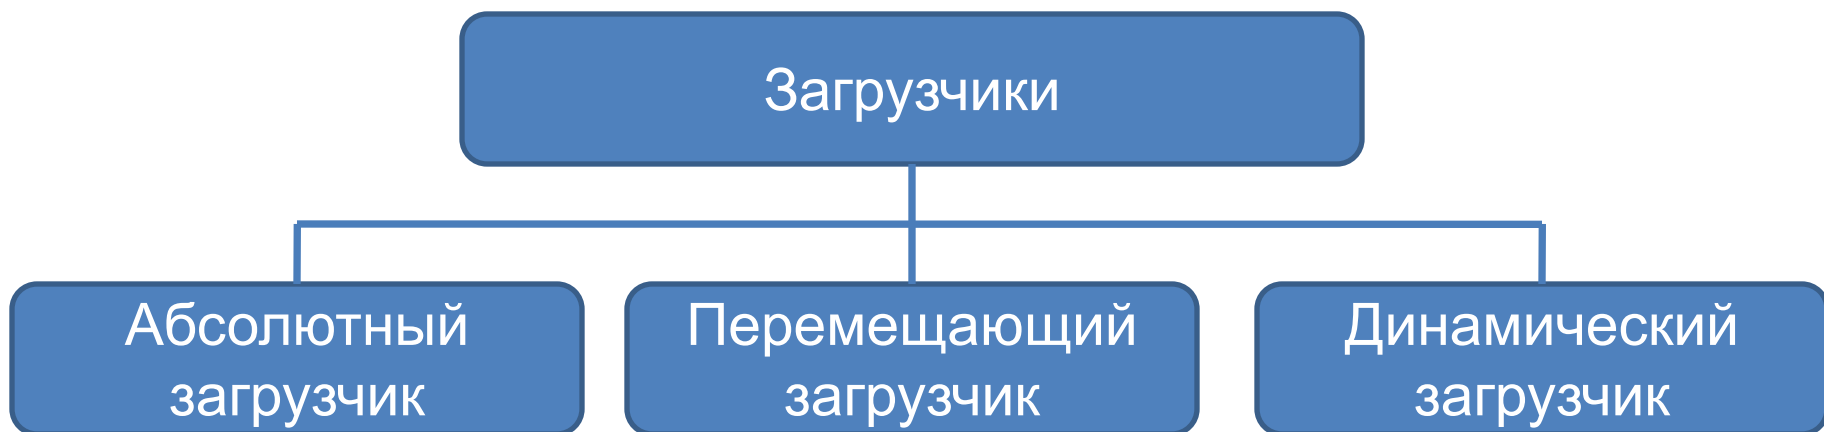 Загрузчики
Абсолютный
загрузчик
Перемещающий
загрузчик
Динамический
загрузчик